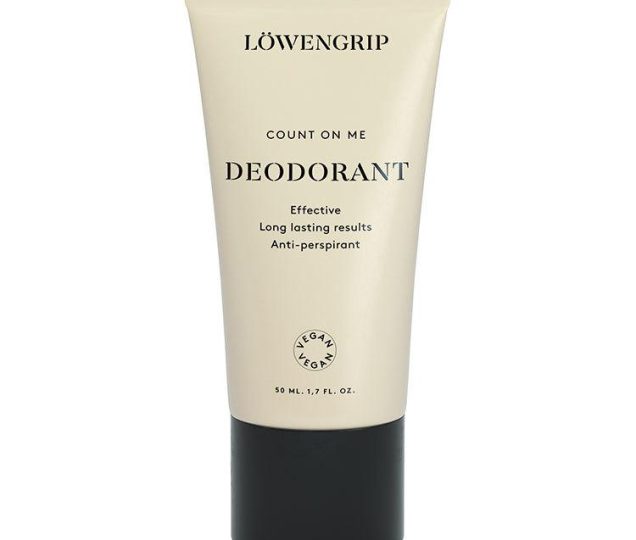 LÖWENGRIP
COUNT ON ME
DEODORANT
Effective
Long lasting results
Anti-perspirant
VEGAN
VEGAN
50 ML. 1,7 FL. OZ.